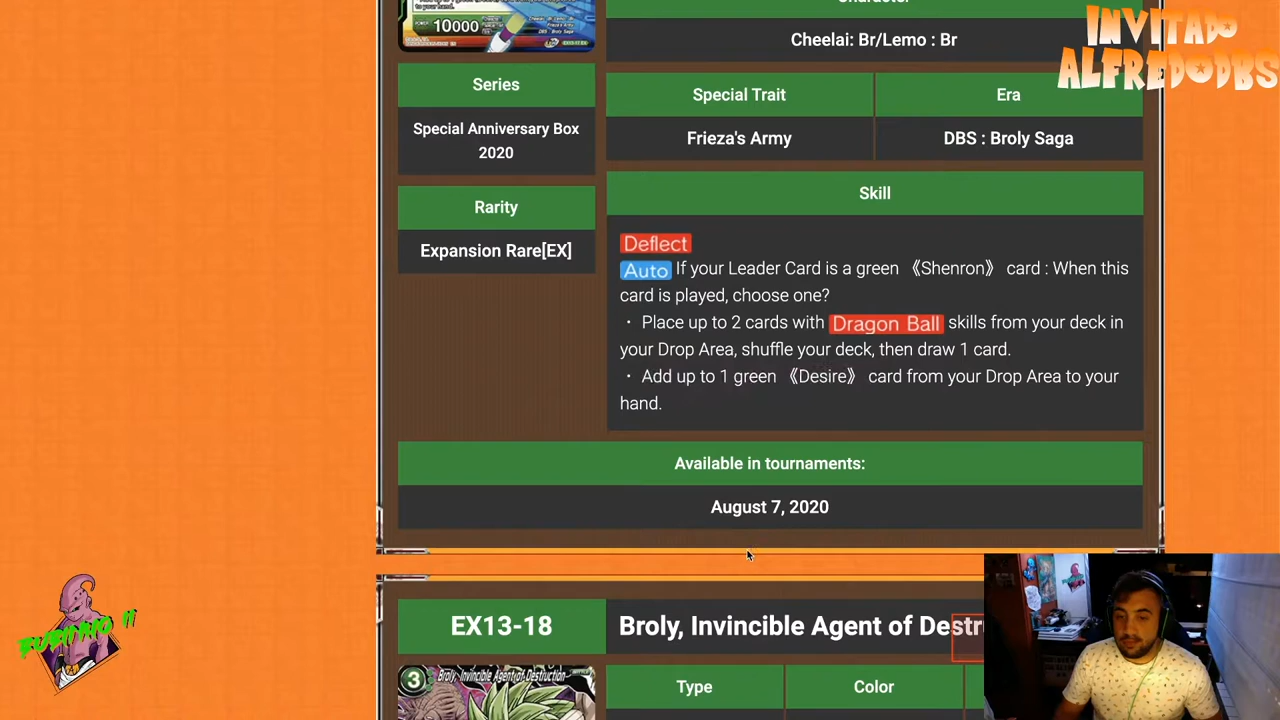 to your hand.
POWER 10000
Cheelai: Br/Lemo : Br
INVITADO
ALFREDODBS
Series
Special Trait
Era
Special Anniversary Box
2020
Frieza's Army
DBS : Broly Saga
Rarity
Skill
Expansion Rare[EX]
Deflect
Auto If your Leader Card is a green 《Shenron》 card : When this
card is played, choose one?
・ Place up to 2 cards with Dragon Ball skills from your deck in
your Drop Area, shuffle your deck, then draw 1 card.
・ Add up to 1 green 《Desire》 card from your Drop Area to your
hand.
Available in tournaments:
August 7, 2020
EX13-18
Broly, Invincible Agent of Destr
3
Broly, Invincible Agent of Destruction
Type
Color